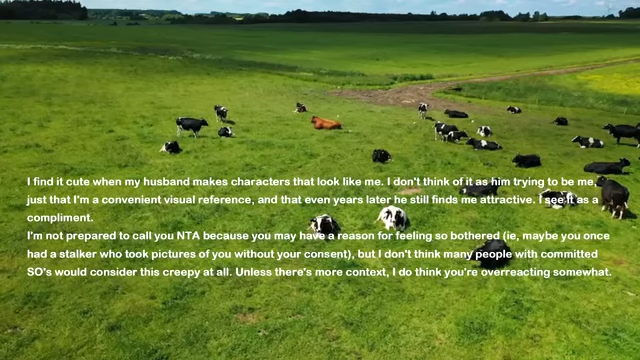 I find it cute when my husband makes characters that look like me. I don't think of it as him trying to be me
just that I'm a convenient visual reference, and that even years later he still finds me attractive. I see it as a
compliment.
I'm not prepared to call you NTA because you may have a reason for feeling so bothered (ie, maybe you once
had a stalker who took pictures of you without your consent), but I don't think many people with committed
SO's would consider this creepy at all. Unless there's more context, I do think you're overreacting somewhat.